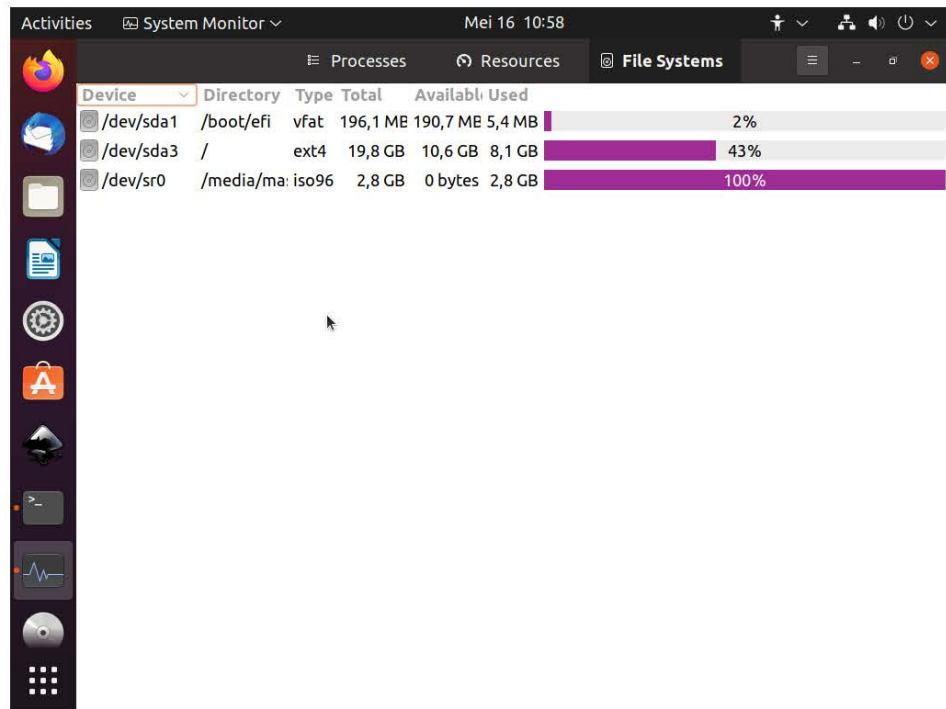 Activities System Monitor Mei 16 10:58
Processes Resources File Systems
Device Directory Type Total Availabl Used
/dev/sda1 /boot/efi vfat 196,1 MB 190,7 MB 5,4 MB 2%
/dev/sda3 / ext4 19,8 GB 10,6 GB 8,1 GB 43%
/dev/sr0 /media/ma iso96 2,8 GB 0 bytes 2,8 GB 100%